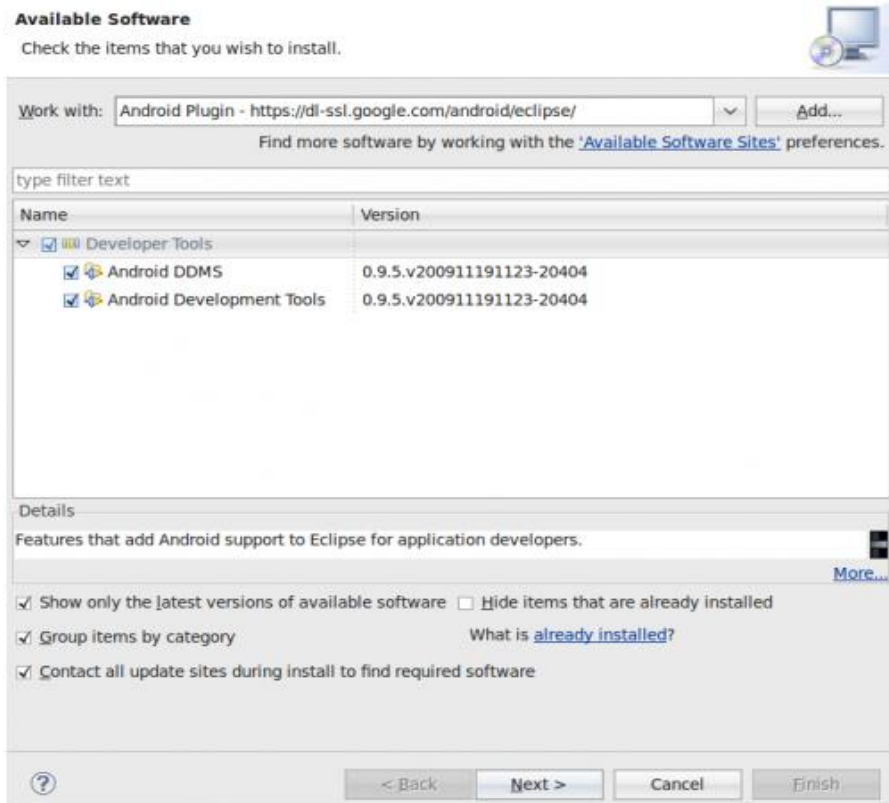 Available Software
Check the items that you wish to install.
Work with: Android Plugin - https://dl-ssl.google.com/android/eclipse/ Add...
Find more software by working with the 'Available Software Sites' preferences.
type filter text
Name Version
Developer Tools
Android DDMS 0.9.5.v200911191123-20404
Android Development Tools 0.9.5.v200911191123-20404
Details
Features that add Android support to Eclipse for application developers.
More...
Show only the latest versions of available software Hide items that are already installed
Group items by category What is already installed?
Contact all update sites during install to find required software
? < Back Next > Cancel Finish